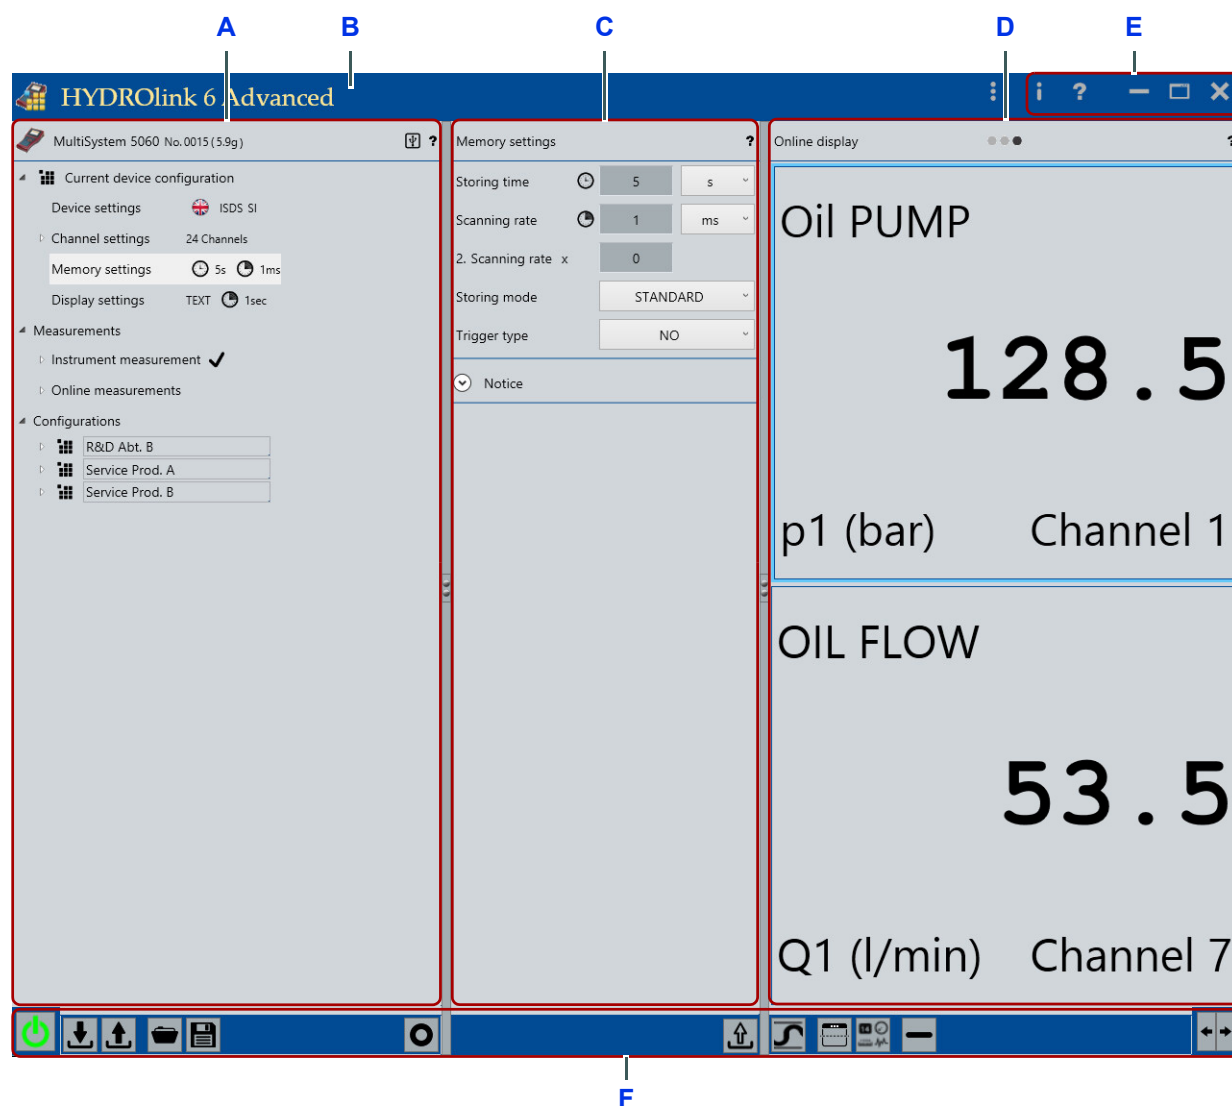 A B C D E
HYDROlink 6 Advanced i ?
MultiSystem 5060 No.0015 (5.9g) ?
Current device configuration
Device settings ISDS SI
Channel settings 24 Channels
Memory settings 5s 1ms
Display settings TEXT 1sec
Measurements
Instrument measurement
Online measurements
Configurations
R&D Abt. B
Service Prod. A
Service Prod. B
Memory settings ?
Storing time 5 s
Scanning rate 1 ms
2. Scanning rate x 0
Storing mode STANDARD
Trigger type NO
Notice
Online display ?
Oil PUMP
128.5
p1 (bar) Channel 1
OIL FLOW
53.5
Q1 (l/min) Channel 7
F